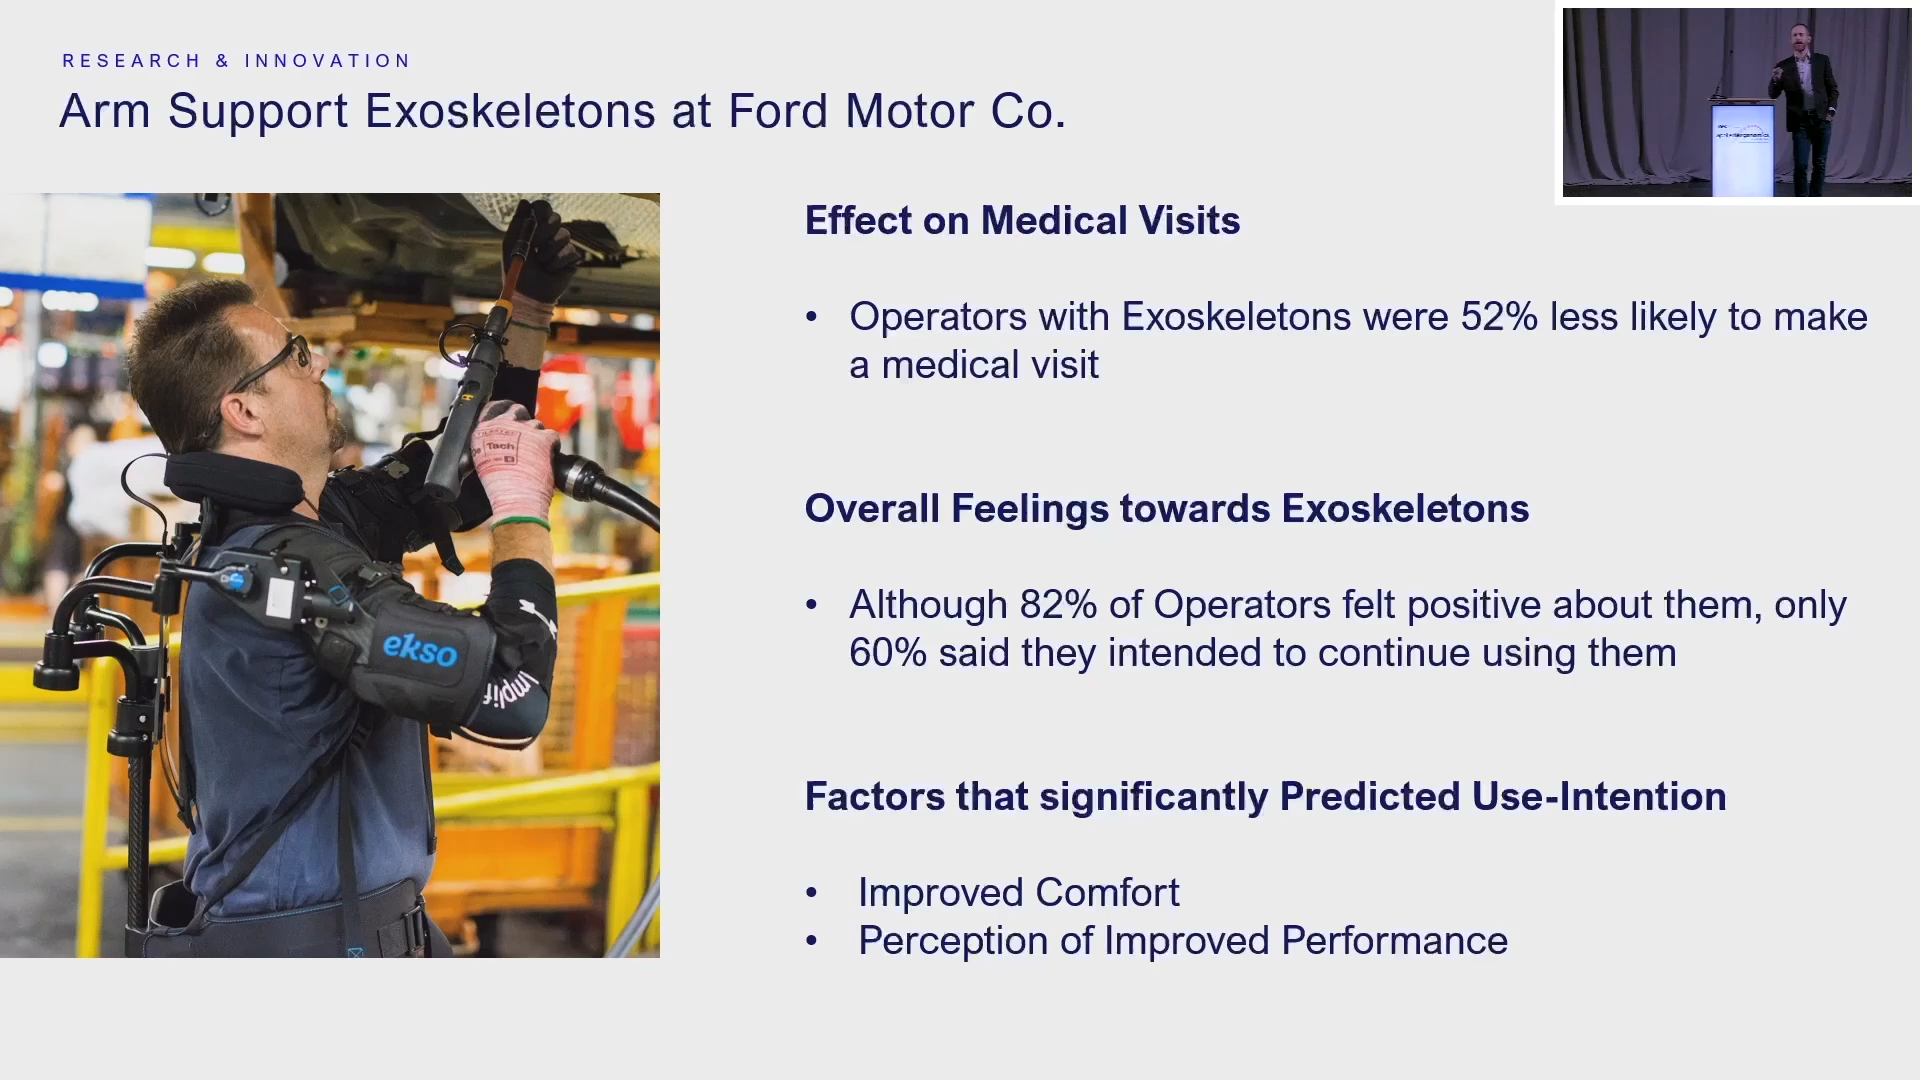 RESEARCH & INNOVATION
Arm Support Exoskeletons at Ford Motor Co.
Effect on Medical Visits
• Operators with Exoskeletons were 52% less likely to make
a medical visit
Overall Feelings towards Exoskeletons
• Although 82% of Operators felt positive about them, only
60% said they intended to continue using them
Factors that significantly Predicted Use-Intention
• Improved Comfort
• Perception of Improved Performance
ekso
Tach